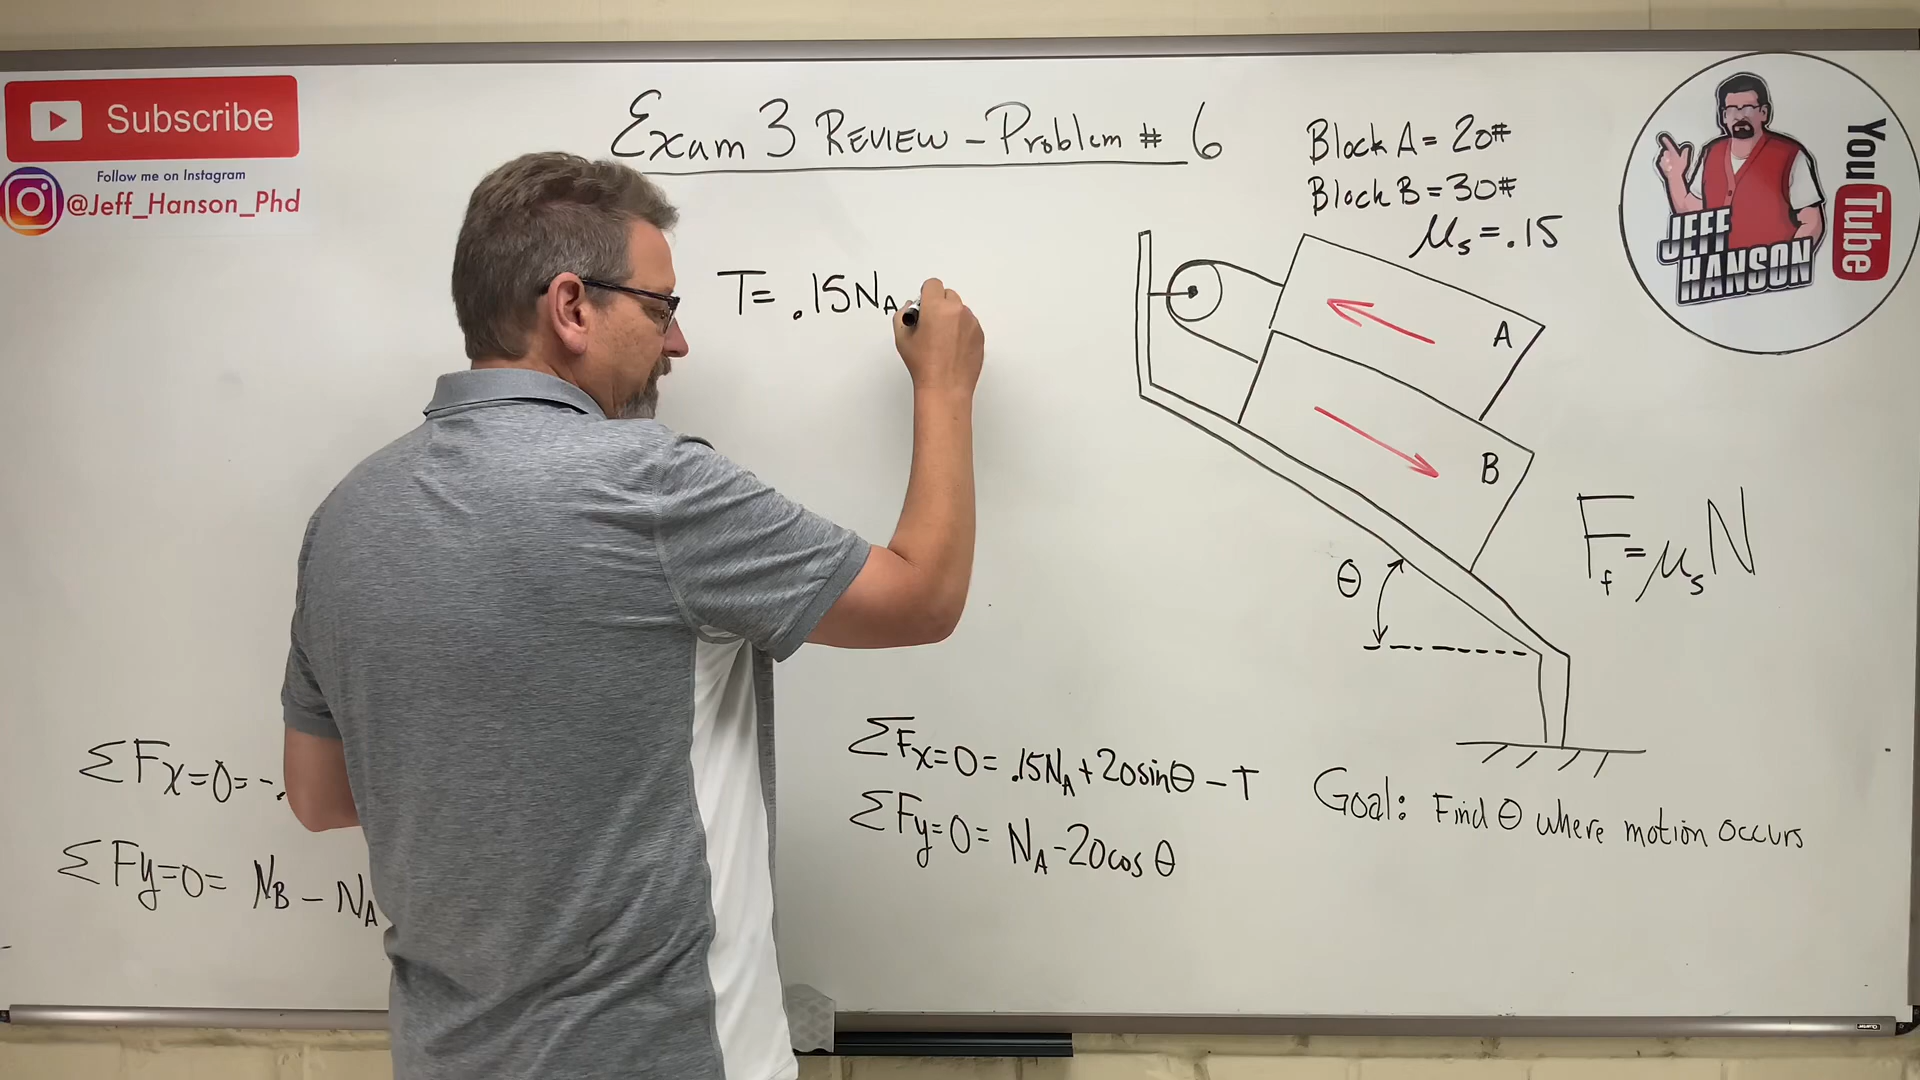 Subscribe
Follow me on Instagram
@Jeff_Hanson_Phd
Exam 3 REVIEW - Problem # 6
Block A = 20#
Block B = 30#
μs = .15
YouTube
JEFF
HANSON
T= .15NA
A
B
Ff = μsN
θ
ΣFx=0= -.
ΣFy=0= NB - NA
ΣFx=0= .15NA + 20sinθ - T
ΣFy=0= NA - 20cos θ
Goal: Find θ where motion occurs